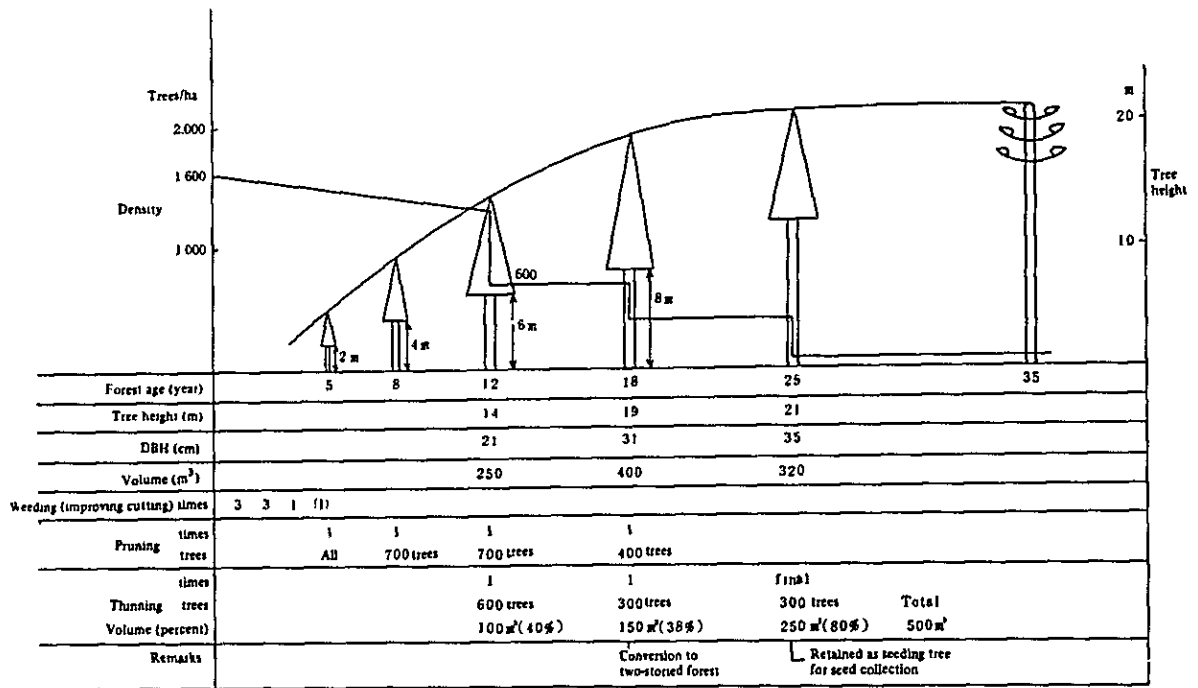 Trees/ha
m
20
2.000
1 600
Tree
height
Density
1 000
10
600
8 m
6 m
4 m
2 m
Forest age (year) 5 8 12 18 25 35
Tree height (m) 14 19 21
DBH (cm) 21 31 35
Volume (m³) 250 400 320
Weeding (improving cutting) times 3 3 1 (1)
Pruning times 1 1 1 1
trees All 700 trees 700 trees 400 trees
times 1 1 final
Thinning trees 600 trees 300 trees 300 trees Total
Volume (percent) 100 m³(40%) 150 m³(38%) 250 m³(80%) 500 m³
Remarks Conversion to
two-storied forest
Retained as seeding tree
for seed collection